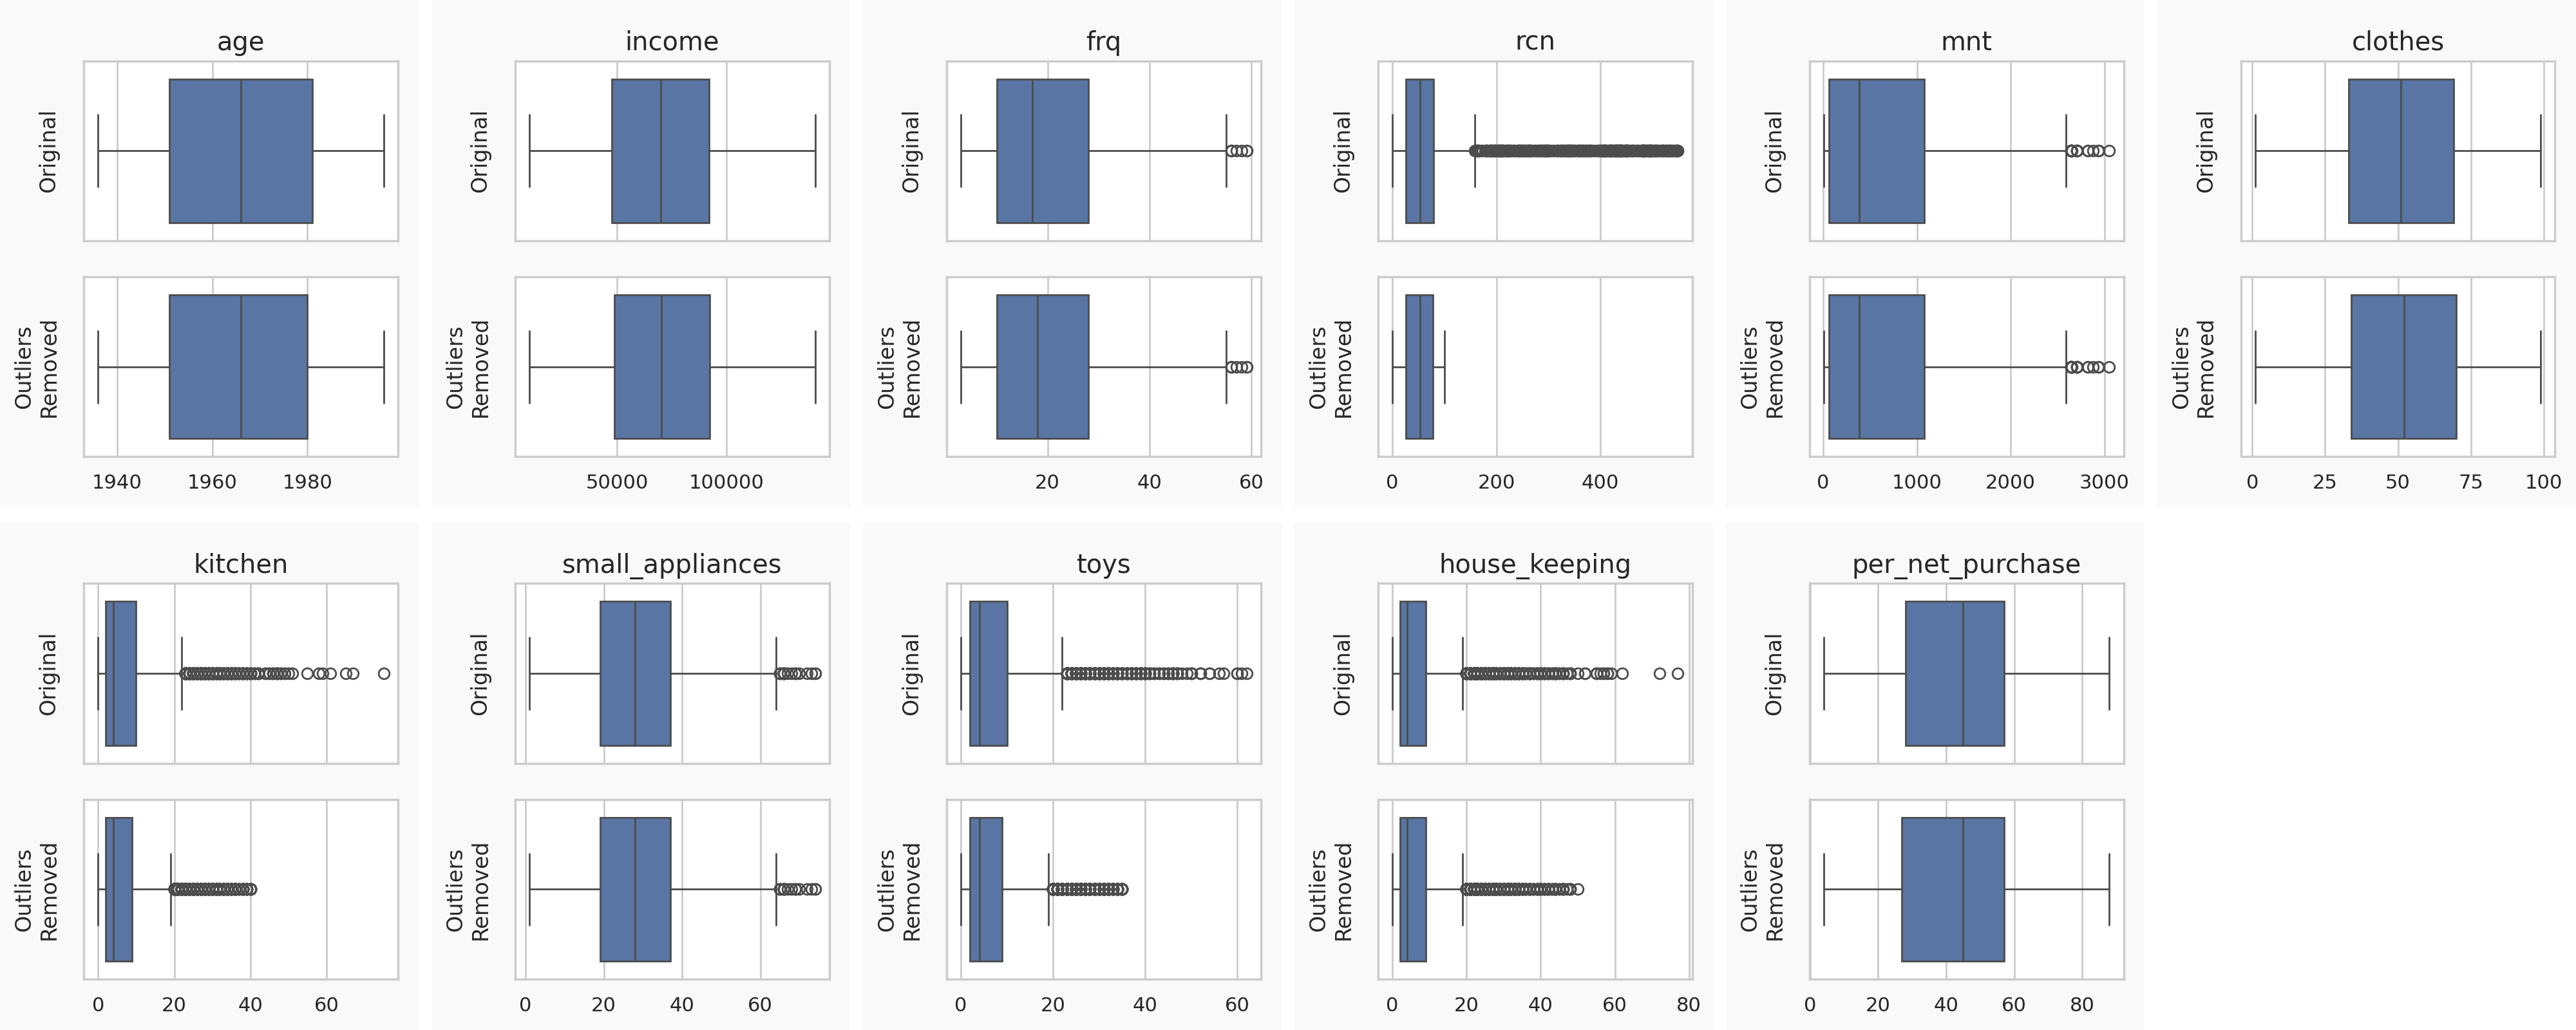 age
Original
Outliers
Removed
1940 1960 1980
income
Original
Outliers
Removed
50000 100000
frq
Original
Outliers
Removed
20 40 60
rcn
Original
Outliers
Removed
0 200 400
mnt
Original
Outliers
Removed
0 1000 2000 3000
clothes
Original
Outliers
Removed
0 25 50 75 100
kitchen
Original
Outliers
Removed
0 20 40 60
small_appliances
Original
Outliers
Removed
0 20 40 60
toys
Original
Outliers
Removed
0 20 40 60
house_keeping
Original
Outliers
Removed
0 20 40 60 80
per_net_purchase
Original
Outliers
Removed
0 20 40 60 80